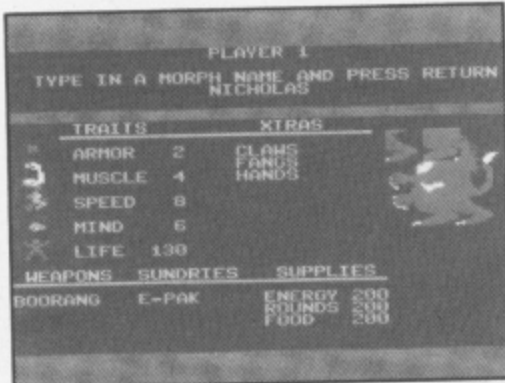 PLAYER 1
TYPE IN A MORPH NAME AND PRESS RETURN
NICHOLAS
TRAITS XTRAS
ARMOR 2 CLAWS
FANGS
MUSCLE 4 HANDS
SPEED 8
MIND 6
LIFE 130
WEAPONS SUNDRIES SUPPLIES
BOORANG E-PAK ENERGY 200
ROUNDS 200
FOOD 200